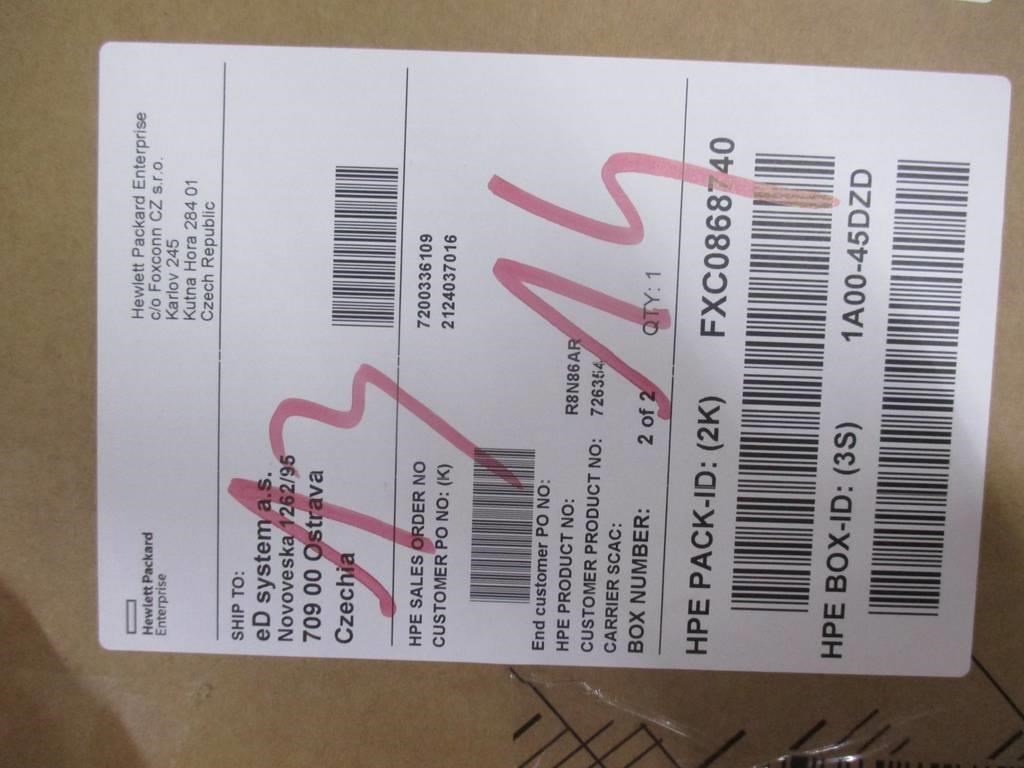 Hewlett Packard
Enterprise
Hewlett Packard Enterprise
c/o Foxconn CZ s.r.o.
Karlov 245
Kutna Hora 284 01
Czech Republic
SHIP TO:
eD system a.s.
Novoveska 1262/95
709 00 Ostrava
Czechia
HPE SALES ORDER NO 7200336109
CUSTOMER PO NO: (K) 2124037016
End customer PO NO:
HPE PRODUCT NO: R8N86AR
CUSTOMER PRODUCT NO: 726354
CARRIER SCAC:
BOX NUMBER: 2 of 2 QTY: 1
HPE PACK-ID: (2K) FXC0868740
HPE BOX-ID: (3S) 1A00-45DZD